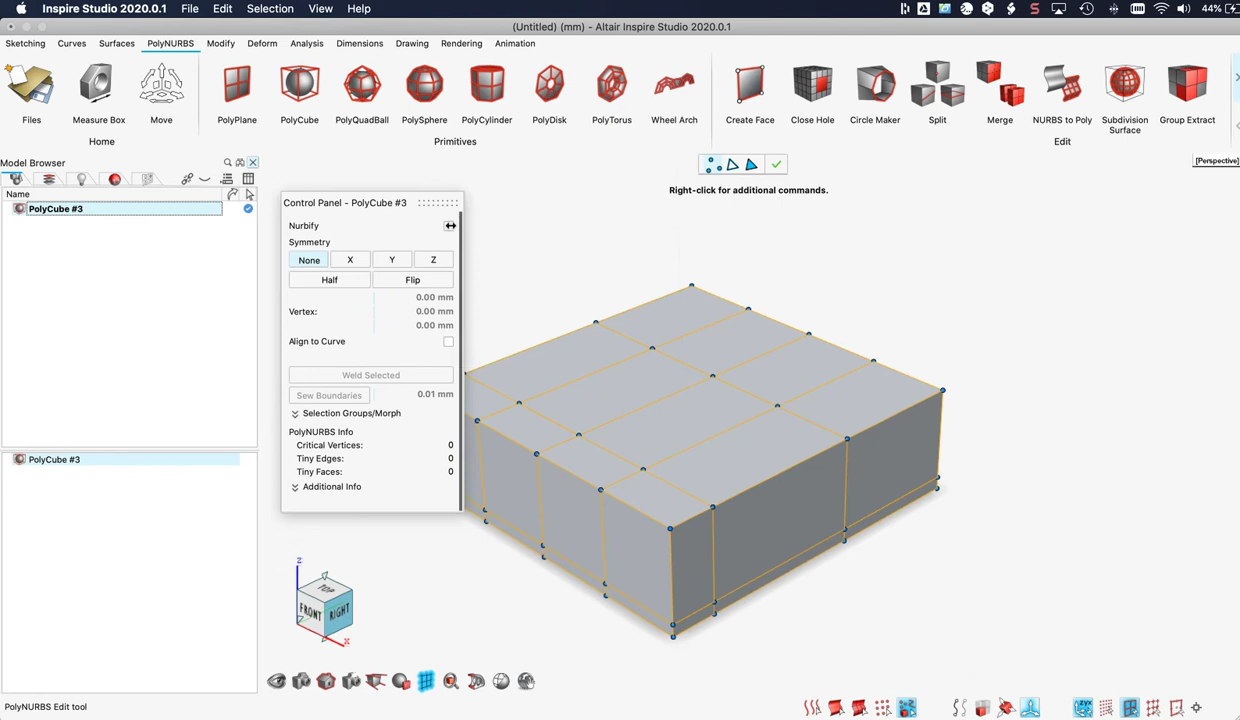 Inspire Studio 2020.0.1 File Edit Selection View Help 44%
(Untitled) (mm) - Altair Inspire Studio 2020.0.1
Sketching Curves Surfaces PolyNURBS Modify Deform Analysis Dimensions Drawing Rendering Animation
Files Measure Box Move PolyPlane PolyCube PolyQuadBall PolySphere PolyCylinder PolyDisk PolyTorus Wheel Arch Create Face Close Hole Circle Maker Split Merge NURBS to Poly Subdivision Surface Group Extract
Home Primitives Edit
Model Browser
[Perspective]
Right-click for additional commands.
Name
PolyCube #3
Control Panel - PolyCube #3
Nurbify
Symmetry
None X Y Z
Half Flip
0.00 mm
Vertex: 0.00 mm
0.00 mm
Align to Curve
Weld Selected
Sew Boundaries 0.01 mm
Selection Groups/Morph
PolyNURBS Info
Critical Vertices: 0
Tiny Edges: 0
Tiny Faces: 0
Additional Info
PolyCube #3
Z
TOP
FRONT RIGHT
X
PolyNURBS Edit tool
zyx